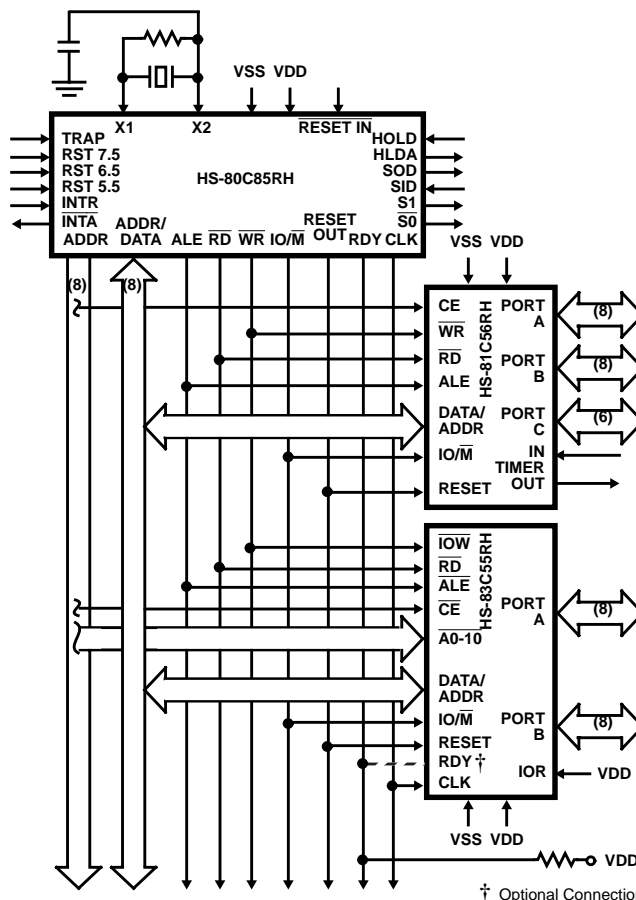 VSS VDD
X1 X2 RESET IN
TRAP
RST 7.5
RST 6.5
RST 5.5
INTR
INTA
HS-80C85RH
HOLD
HLDA
SOD
SID
S1
S0
ADDR
ADDR/
DATA
ALE RD WR IO/M
RESET
OUT
RDY CLK
(8)
(8)
VSS VDD
CE
WR
RD
ALE
DATA/
ADDR
IO/M
RESET
HS-81C56RH
PORT
A
PORT
B
PORT
C
IN
TIMER
OUT
(8)
(8)
(6)
IOW
RD
ALE
CE
A0-10
DATA/
ADDR
IO/M
RESET
RDY †
CLK
HS-83C55RH
PORT
A
PORT
B
IOR
(8)
(8)
VDD
VSS VDD
VDD
† Optional Connection